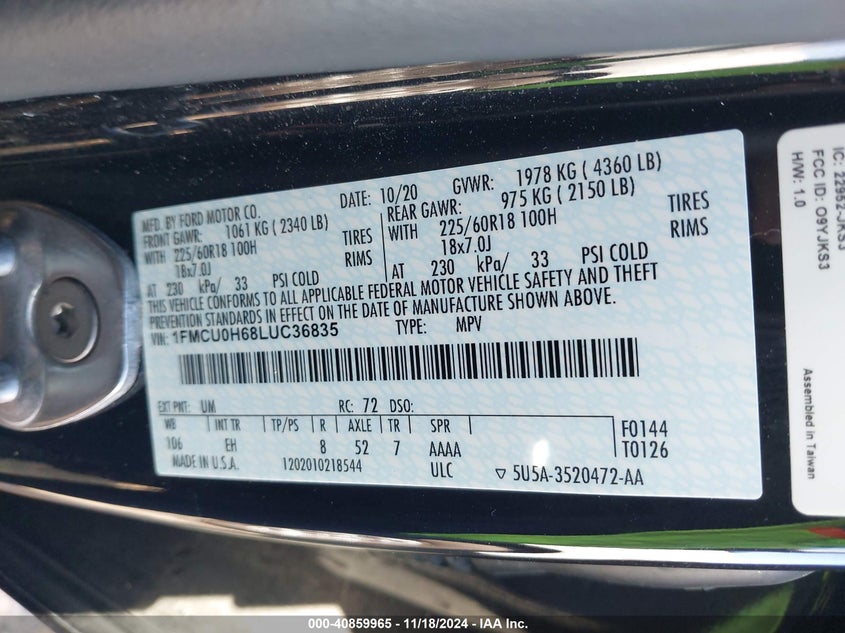 MFD. BY FORD MOTOR CO.
DATE: 10/20 GVWR: 1978 KG ( 4360 LB)
FRONT GAWR: 1061 KG ( 2340 LB)
REAR GAWR: 975 KG ( 2150 LB)
WITH 225/60R18 100H TIRES
WITH 225/60R18 100H TIRES
18x7.0J RIMS
18x7.0J RIMS
AT 230 kPa/ 33 PSI COLD
AT 230 kPa/ 33 PSI COLD
THIS VEHICLE CONFORMS TO ALL APPLICABLE FEDERAL MOTOR VEHICLE SAFETY AND THEFT
PREVENTION STANDARDS IN EFFECT ON THE DATE OF MANUFACTURE SHOWN ABOVE.
VIN: 1FMCU0H68LUC36835 TYPE: MPV
EXT PNT: UM RC: 72 DSO:
WB INT TR TP/PS R AXLE TR SPR F0144
106 EH 8 52 7 AAAA T0126
MADE IN U.S.A. 1202010218544 ULC ▽ 5U5A-3520472-AA
IC: 22952-JKS3
FCC ID: O9YJKS3
H/W: 1.0
Assembled in Taiwan
000-40859965 - 11/18/2024 - IAA Inc.